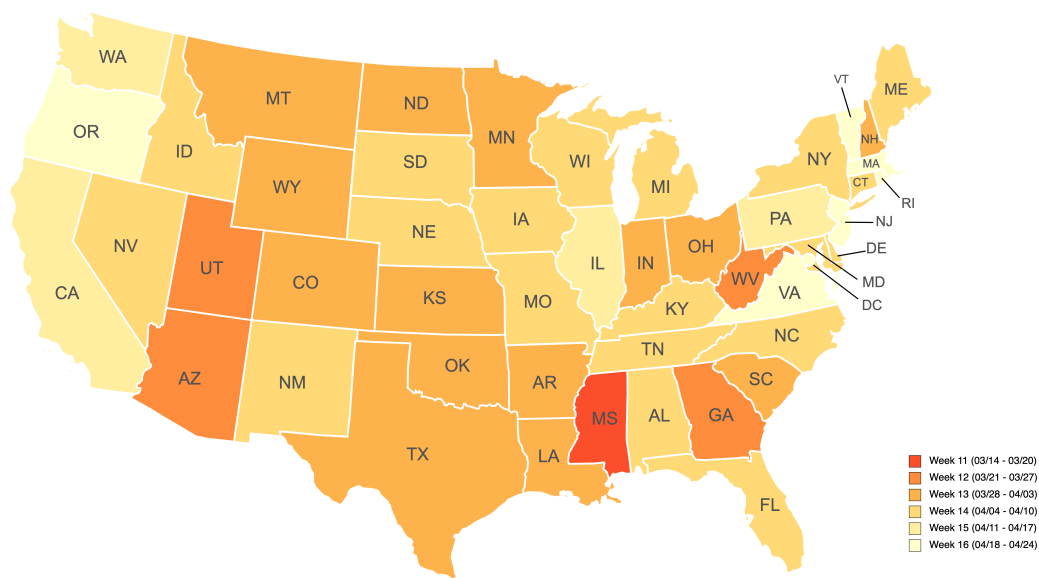 WA
OR
MT
ID
ND
MN
WY
SD
WI
MI
NY
VT
ME
NH
MA
CT
RI
NJ
PA
DE
MD
DC
NV
CA
UT
CO
NE
IA
IL
IN
OH
WV
VA
KS
MO
KY
NC
TN
AZ
NM
OK
AR
SC
TX
LA
MS
AL
GA
FL
Week 11 (03/14 - 03/20)
Week 12 (03/21 - 03/27)
Week 13 (03/28 - 04/03)
Week 14 (04/04 - 04/10)
Week 15 (04/11 - 04/17)
Week 16 (04/18 - 04/24)